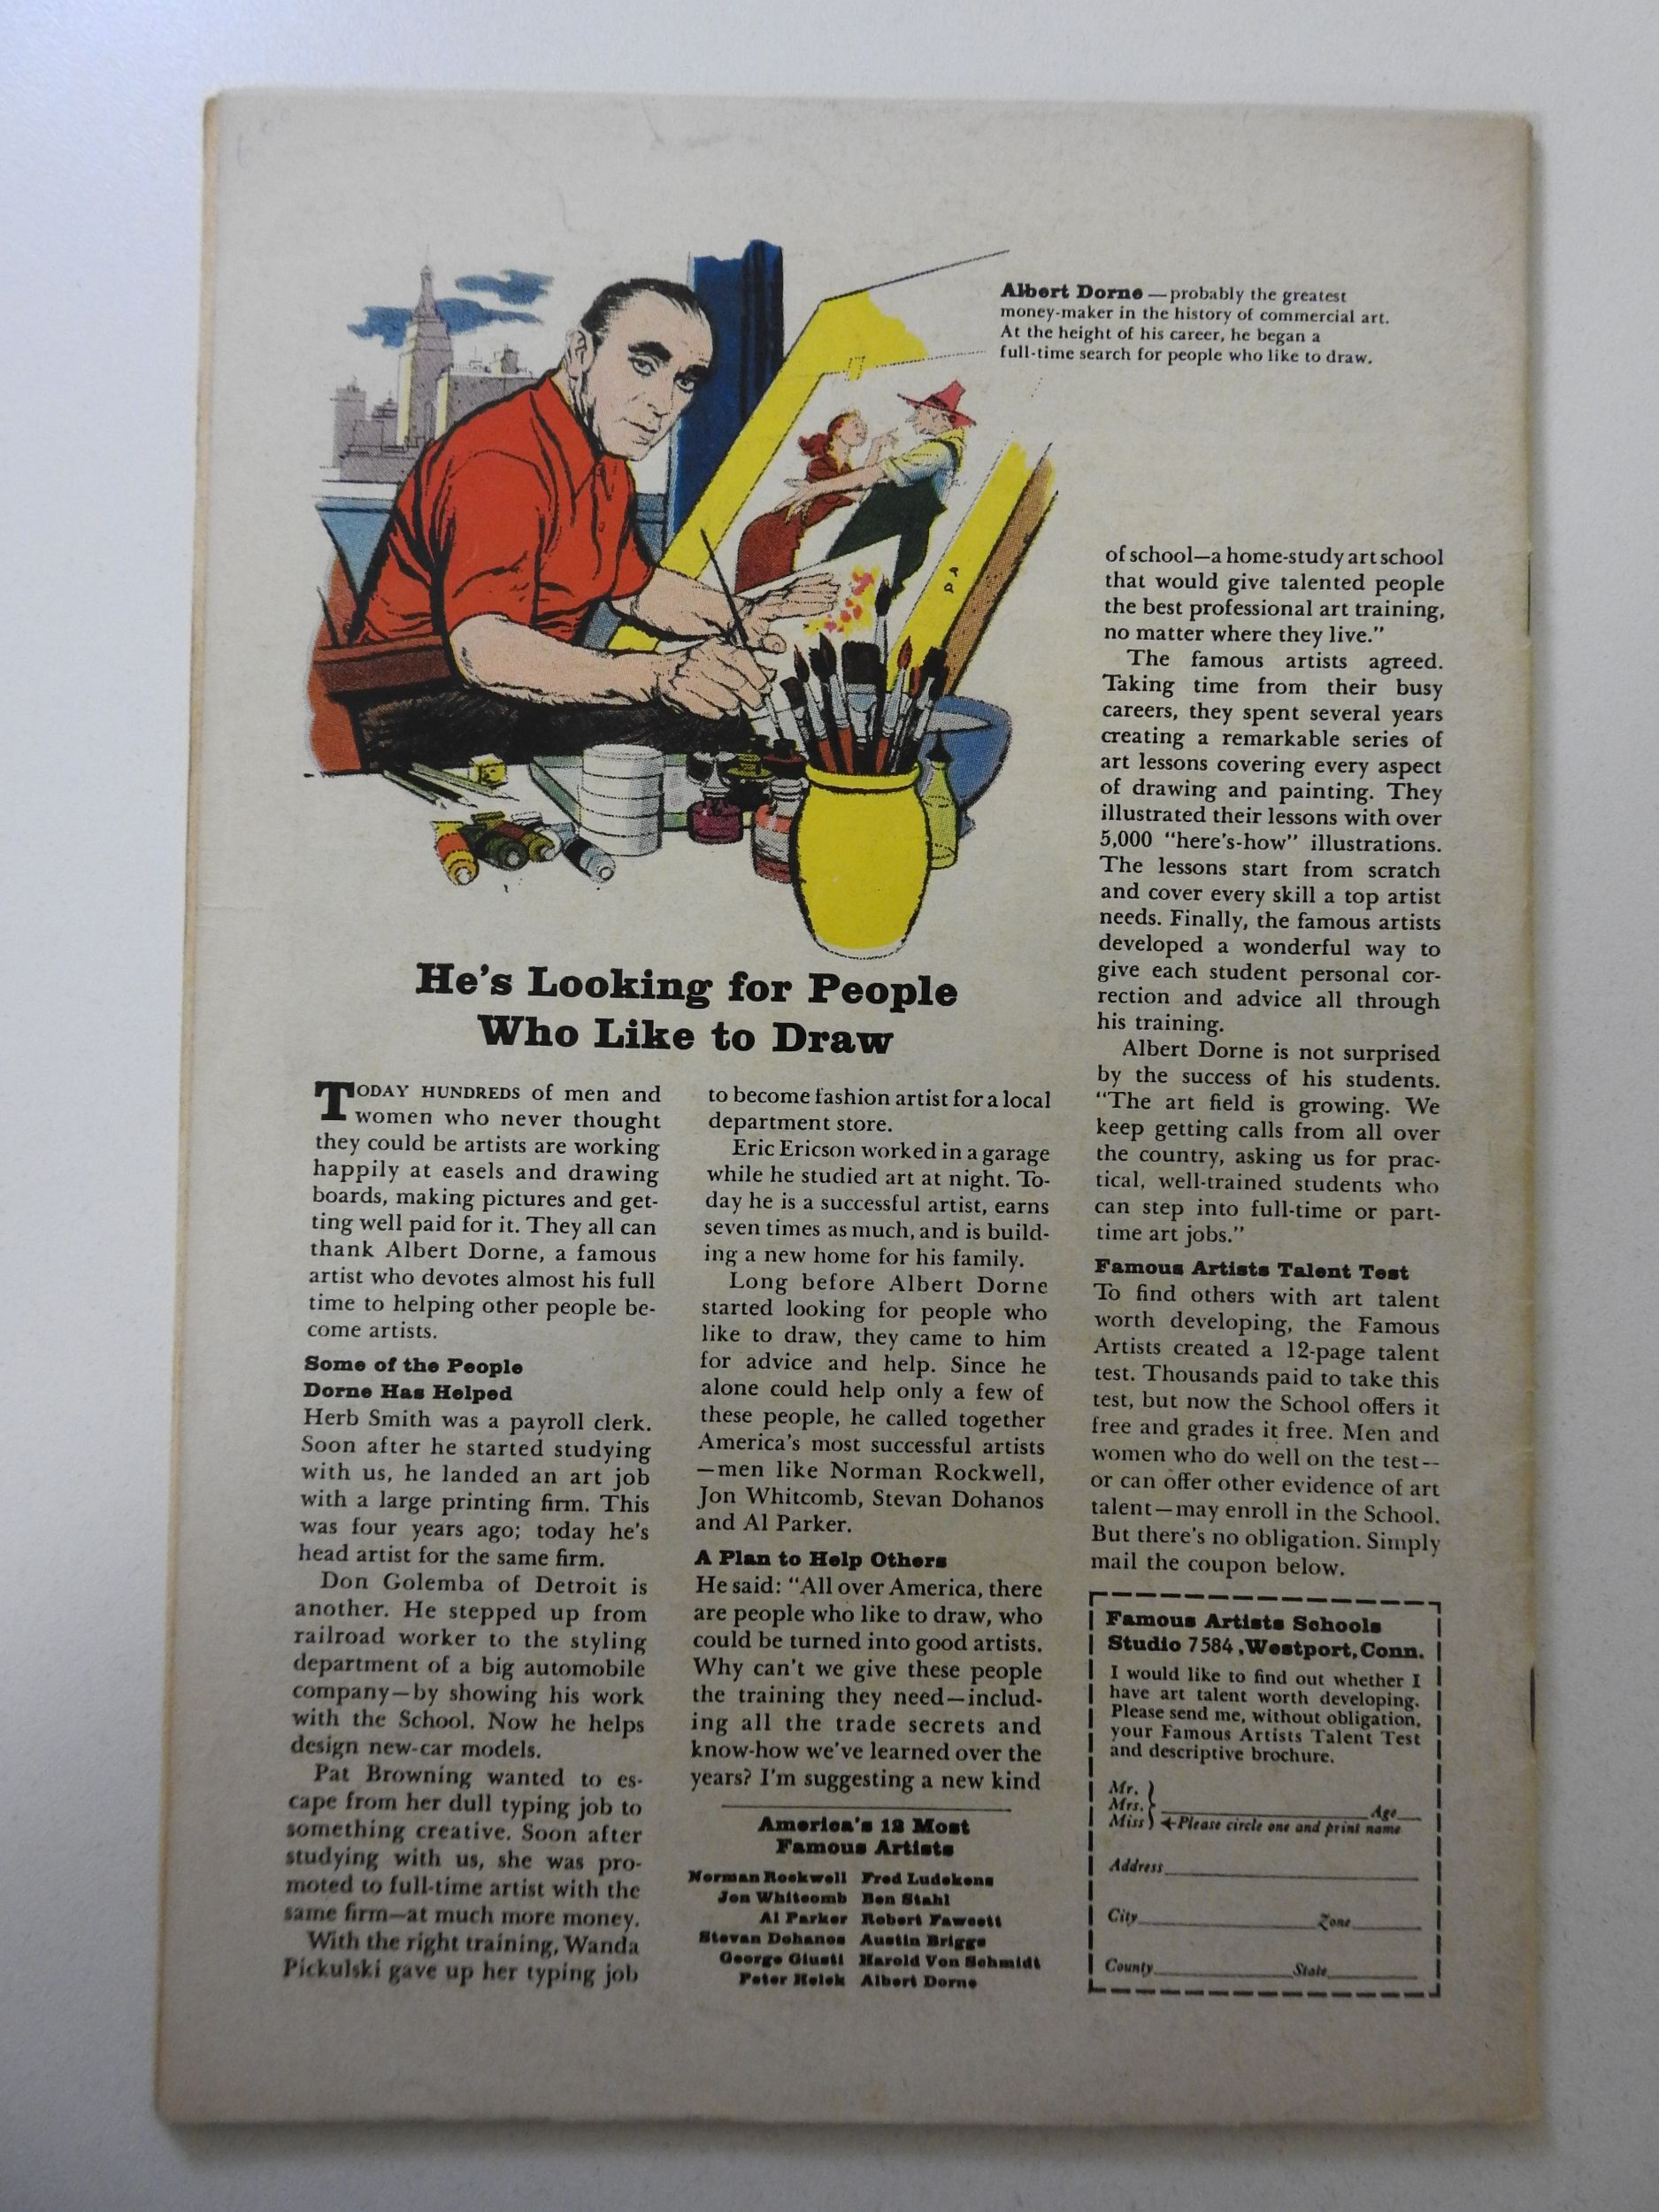 Albert Dorne — probably the greatest
money-maker in the history of commercial art.
At the height of his career, he began a
full-time search for people who like to draw.
He's Looking for People
Who Like to Draw
TODAY HUNDREDS of men and
women who never thought
they could be artists are working
happily at easels and drawing
boards, making pictures and get-
ting well paid for it. They all can
thank Albert Dorne, a famous
artist who devotes almost his full
time to helping other people be-
come artists.
Some of the People
Dorne Has Helped
Herb Smith was a payroll clerk.
Soon after he started studying
with us, he landed an art job
with a large printing firm. This
was four years ago; today he's
head artist for the same firm.
Don Golemba of Detroit is
another. He stepped up from
railroad worker to the styling
department of a big automobile
company—by showing his work
with the School. Now he helps
design new-car models.
Pat Browning wanted to es-
cape from her dull typing job to
something creative. Soon after
studying with us, she was pro-
moted to full-time artist with the
same firm—at much more money.
With the right training, Wanda
Pickulski gave up her typing job
to become fashion artist for a local
department store.
Eric Ericson worked in a garage
while he studied art at night. To-
day he is a successful artist, earns
seven times as much, and is build-
ing a new home for his family.
Long before Albert Dorne
started looking for people who
like to draw, they came to him
for advice and help. Since he
alone could help only a few of
these people, he called together
America's most successful artists
—men like Norman Rockwell,
Jon Whitcomb, Stevan Dohanos
and Al Parker.
A Plan to Help Others
He said: "All over America, there
are people who like to draw, who
could be turned into good artists.
Why can't we give these people
the training they need—includ-
ing all the trade secrets and
know-how we've learned over the
years? I'm suggesting a new kind
America's 12 Most
Famous Artists
Norman Rockwell Fred Ludekens
Jon Whitcomb Ben Stahl
Al Parker Robert Fawcett
Stevan Dohanos Austin Briggs
George Giusti Harold Von Schmidt
Peter Helck Albert Dorne
of school—a home-study art school
that would give talented people
the best professional art training,
no matter where they live."
The famous artists agreed.
Taking time from their busy
careers, they spent several years
creating a remarkable series of
art lessons covering every aspect
of drawing and painting. They
illustrated their lessons with over
5,000 "here's-how" illustrations.
The lessons start from scratch
and cover every skill a top artist
needs. Finally, the famous artists
developed a wonderful way to
give each student personal cor-
rection and advice all through
his training.
Albert Dorne is not surprised
by the success of his students.
"The art field is growing. We
keep getting calls from all over
the country, asking us for prac-
tical, well-trained students who
can step into full-time or part-
time art jobs."
Famous Artists Talent Test
To find others with art talent
worth developing, the Famous
Artists created a 12-page talent
test. Thousands paid to take this
test, but now the School offers it
free and grades it free. Men and
women who do well on the test—
or can offer other evidence of art
talent—may enroll in the School.
But there's no obligation. Simply
mail the coupon below.
Famous Artists Schools
Studio 7584, Westport, Conn.
I would like to find out whether I
have art talent worth developing.
Please send me, without obligation,
your Famous Artists Talent Test
and descriptive brochure.
Mr.
Mrs. Age
Miss Please circle one and print name
Address
City Zone
County State